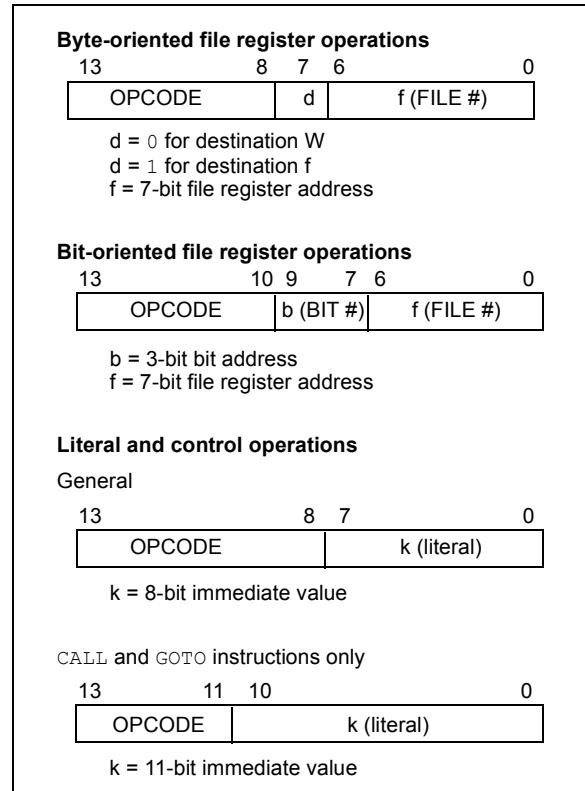 Byte-oriented file register operations
13 8 7 6 0
OPCODE d f (FILE #)
d = 0 for destination W
d = 1 for destination f
f = 7-bit file register address
Bit-oriented file register operations
13 10 9 7 6 0
OPCODE b (BIT #) f (FILE #)
b = 3-bit bit address
f = 7-bit file register address
Literal and control operations
General
13 8 7 0
OPCODE k (literal)
k = 8-bit immediate value
CALL and GOTO instructions only
13 11 10 0
OPCODE k (literal)
k = 11-bit immediate value